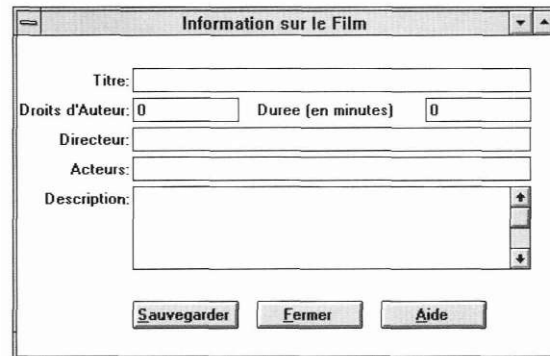 Information sur le Film
Titre:
Droits d'Auteur: 0 Duree (en minutes) 0
Directeur:
Acteurs:
Description:
Sauvegarder Fermer Aide